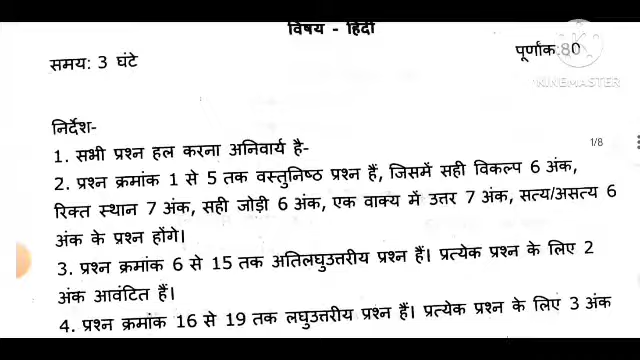 विषय - हिंदी
समय: 3 घंटे
पूर्णांक:80
KINEMASTER
निर्देश-
1. सभी प्रश्न हल करना अनिवार्य है-
1/8
2. प्रश्न क्रमांक 1 से 5 तक वस्तुनिष्ठ प्रश्न हैं, जिसमें सही विकल्प 6 अंक,
रिक्त स्थान 7 अंक, सही जोड़ी 6 अंक, एक वाक्य में उत्तर 7 अंक, सत्य/असत्य 6
अंक के प्रश्न होंगे।
3. प्रश्न क्रमांक 6 से 15 तक अतिलघुउत्तरीय प्रश्न हैं। प्रत्येक प्रश्न के लिए 2
अंक आवंटित हैं।
4. प्रश्न क्रमांक 16 से 19 तक लघुउत्तरीय प्रश्न हैं। प्रत्येक प्रश्न के लिए 3 अंक